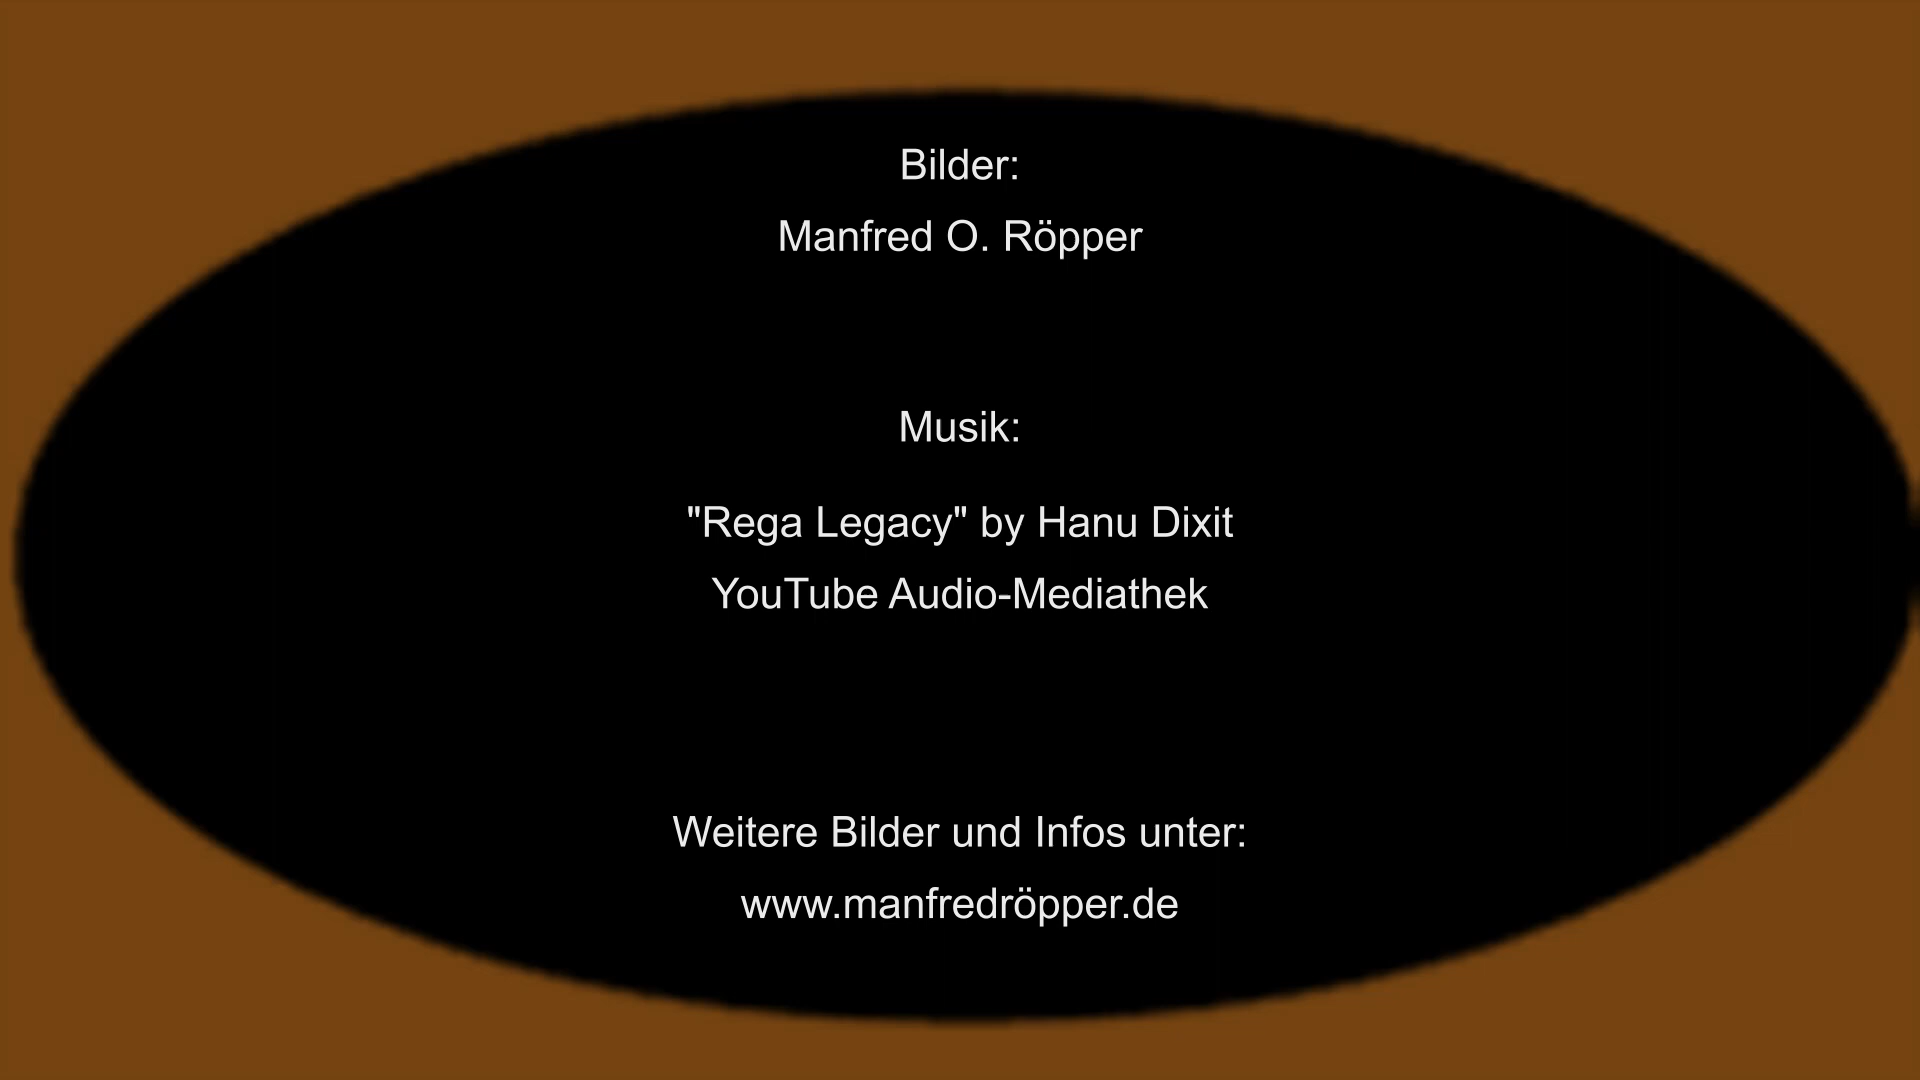 Bilder:
Manfred O. Röpper
Musik:
"Rega Legacy" by Hanu Dixit
YouTube Audio-Mediathek
Weitere Bilder und Infos unter:
www.manfredröpper.de